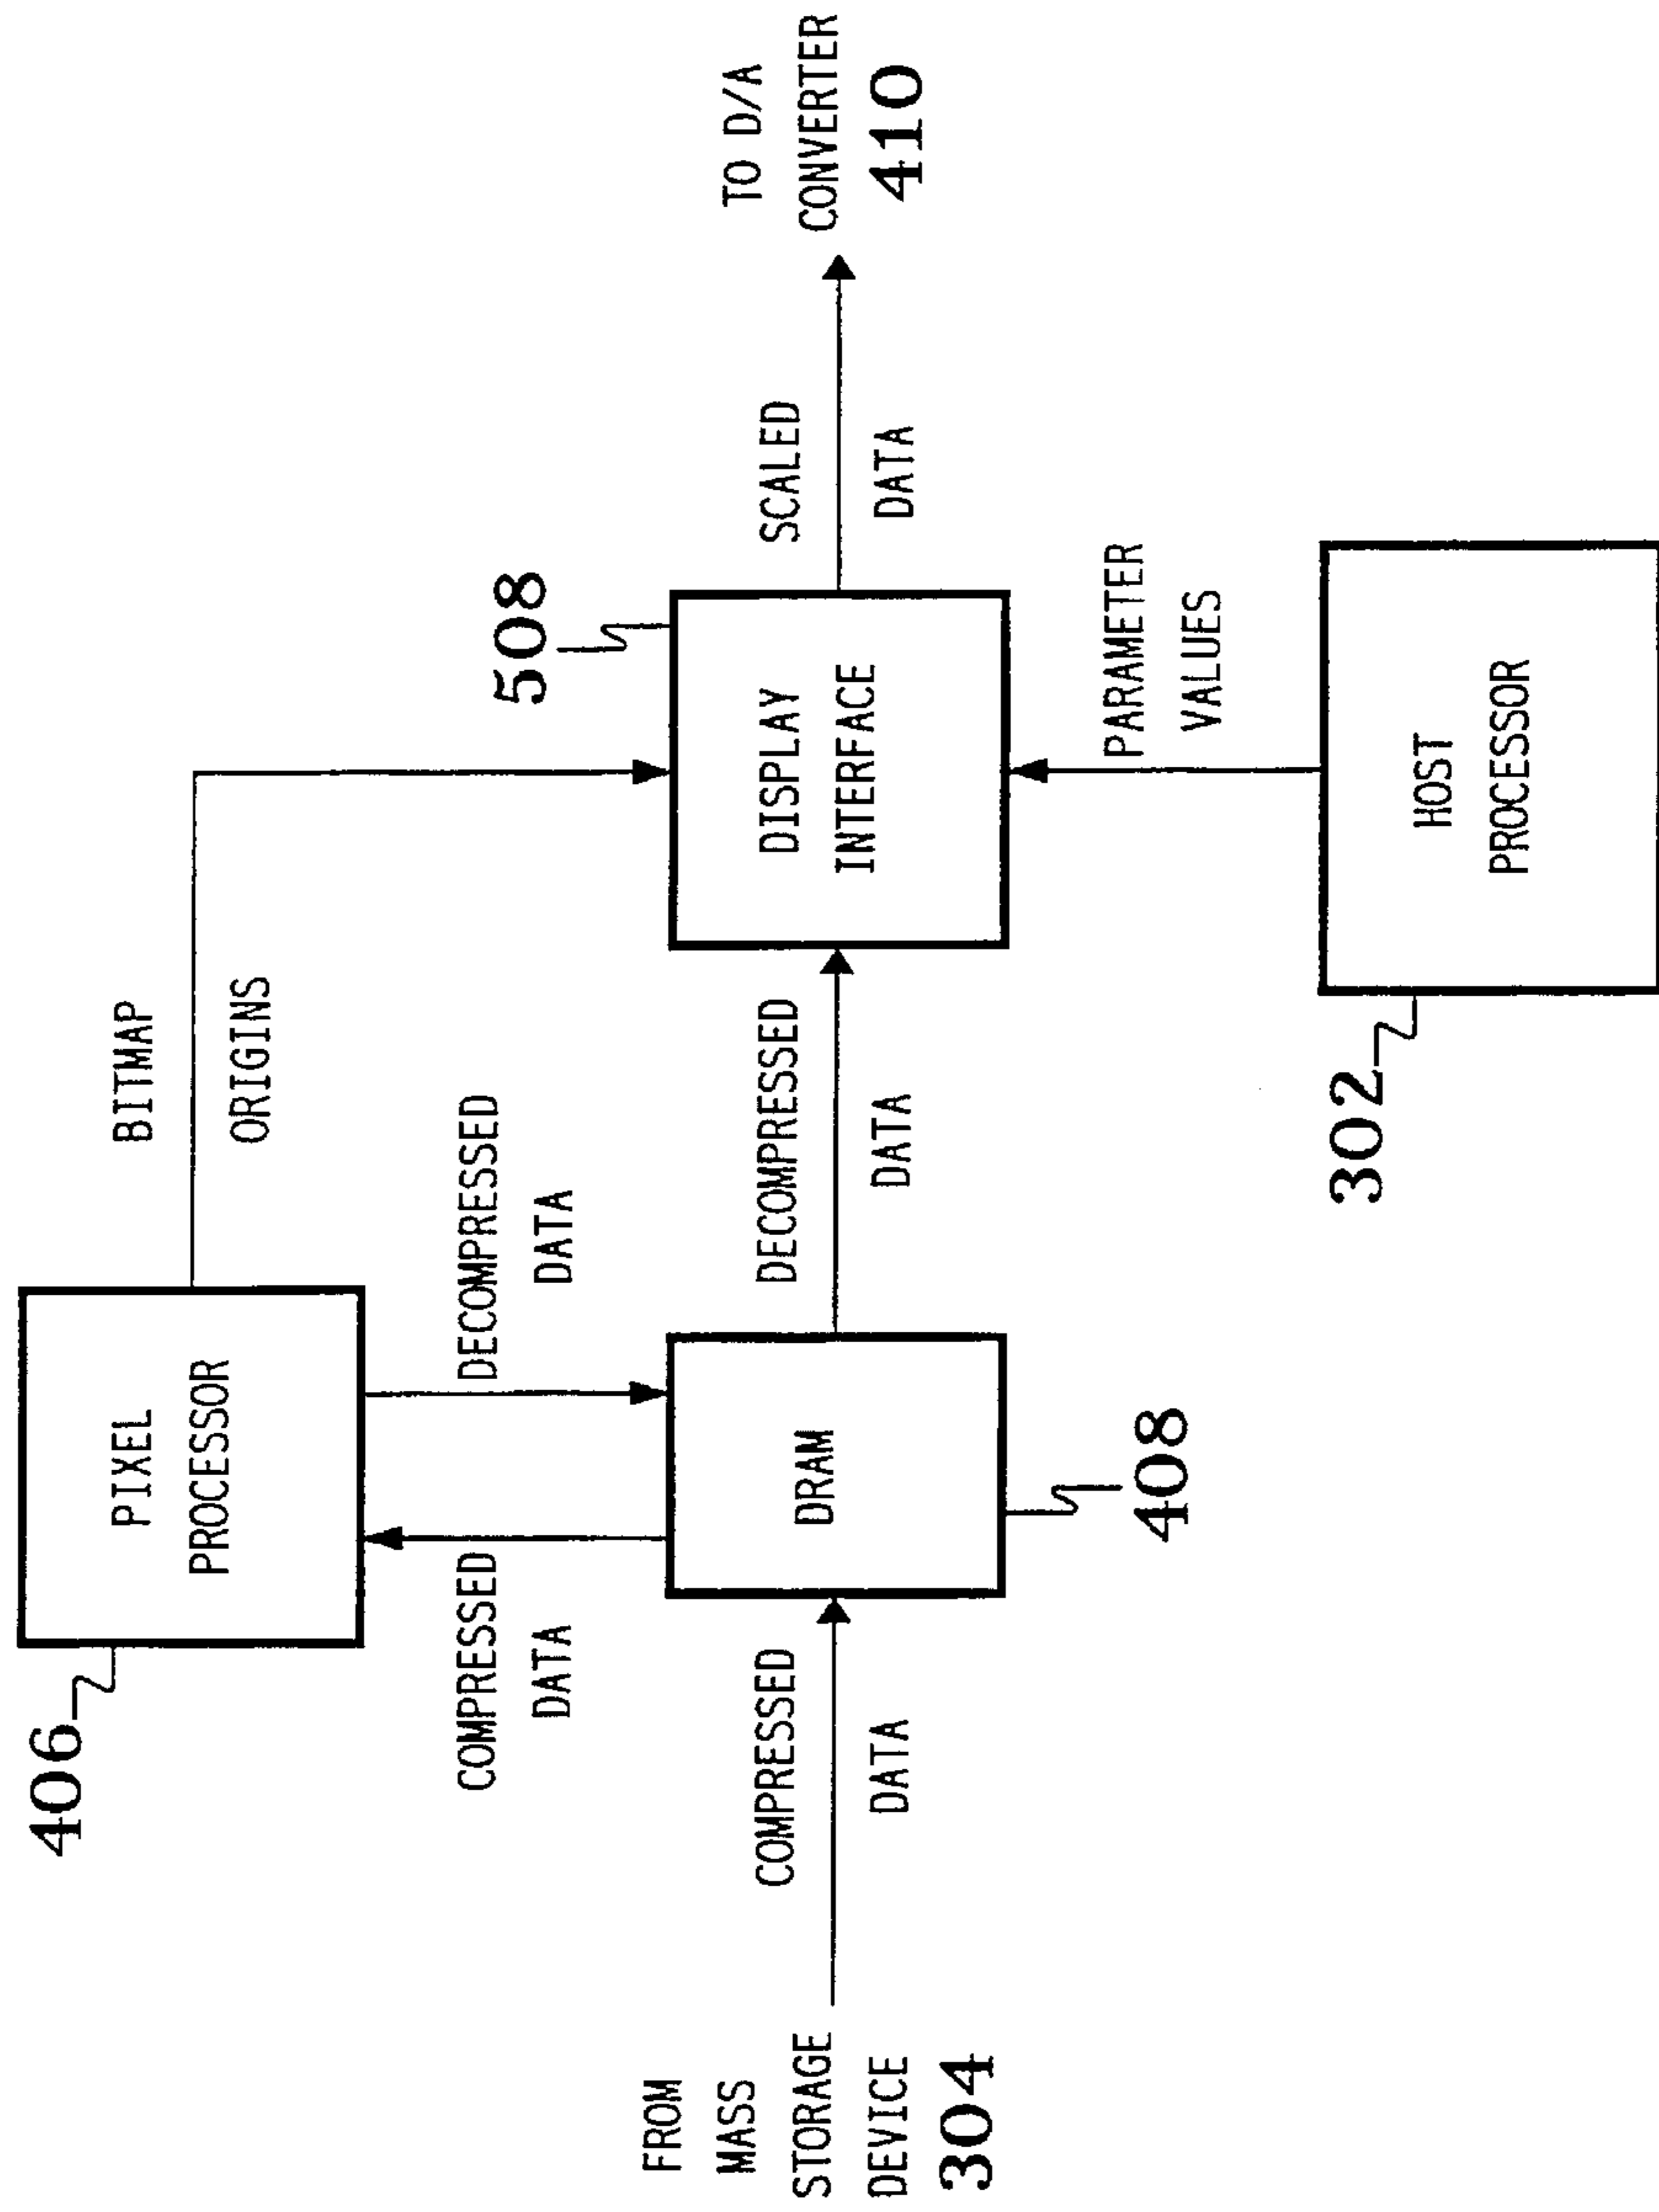 406
PIXEL
PROCESSOR
BITMAP
ORIGINS
COMPRESSED
DATA
DECOMPRESSED
DATA
508
FROM
MASS
STORAGE
DEVICE
304
COMPRESSED
DATA
DRAM
408
DECOMPRESSED
DATA
DISPLAY
INTERFACE
SCALED
DATA
TO D/A
CONVERTER
410
PARAMETER
VALUES
302
HOST
PROCESSOR